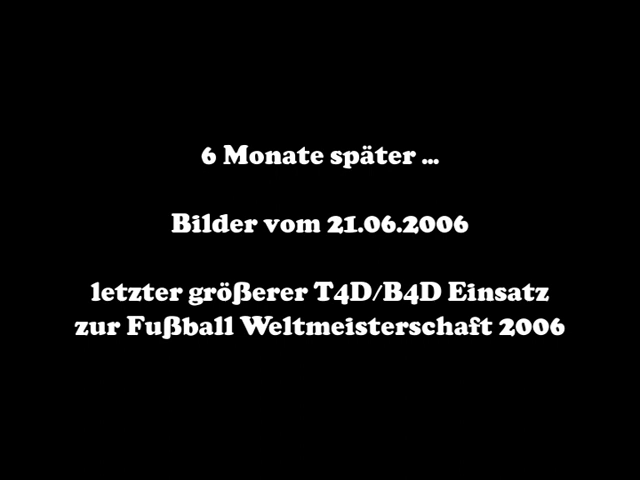 6 Monate später ...
Bilder vom 21.06.2006
letzter größerer T4D/B4D Einsatz
zur Fußball Weltmeisterschaft 2006